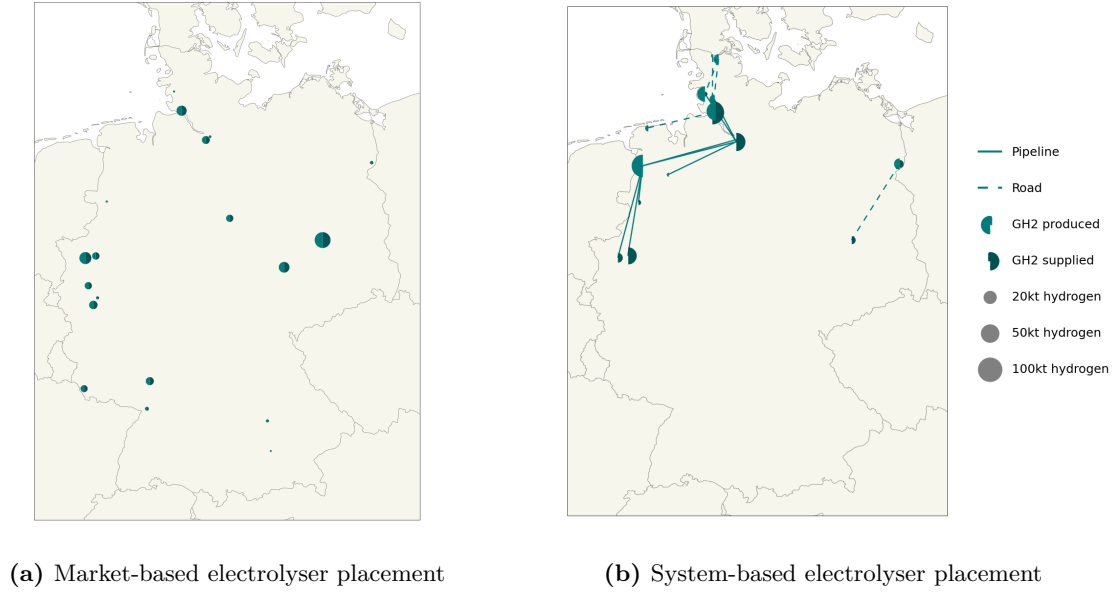 Pipeline
Road
GH2 produced
GH2 supplied
20kt hydrogen
50kt hydrogen
100kt hydrogen
(a) Market-based electrolyser placement
(b) System-based electrolyser placement